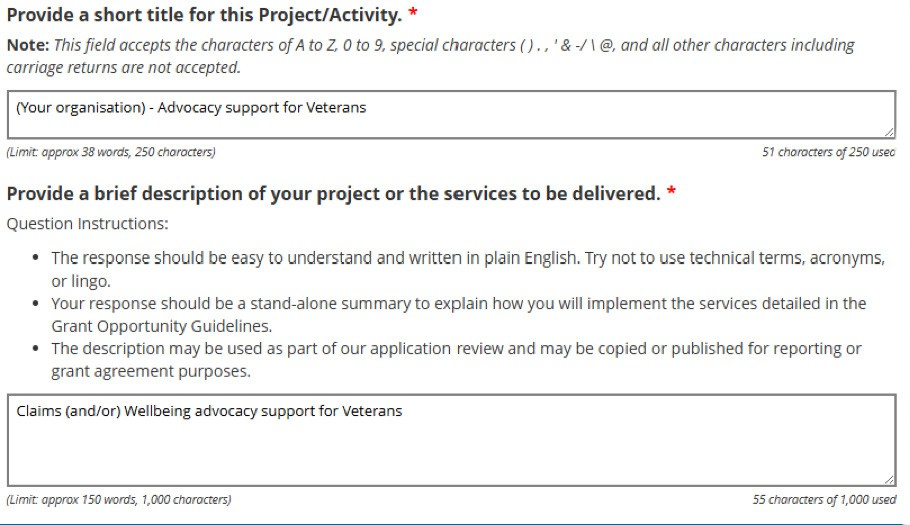 Provide a short title for this Project/Activity. *
Note: This field accepts the characters of A to Z, 0 to 9, special characters ( ) . , ' & -/ \ @, and all other characters including
carriage returns are not accepted.
(Your organisation) - Advocacy support for Veterans
(Limit: approx 38 words, 250 characters)
51 characters of 250 used
Provide a brief description of your project or the services to be delivered. *
Question Instructions:
• The response should be easy to understand and written in plain English. Try not to use technical terms, acronyms,
or lingo.
• Your response should be a stand-alone summary to explain how you will implement the services detailed in the
Grant Opportunity Guidelines.
• The description may be used as part of our application review and may be copied or published for reporting or
grant agreement purposes.
Claims (and/or) Wellbeing advocacy support for Veterans
(Limit: approx 150 words, 1,000 characters)
55 characters of 1,000 used